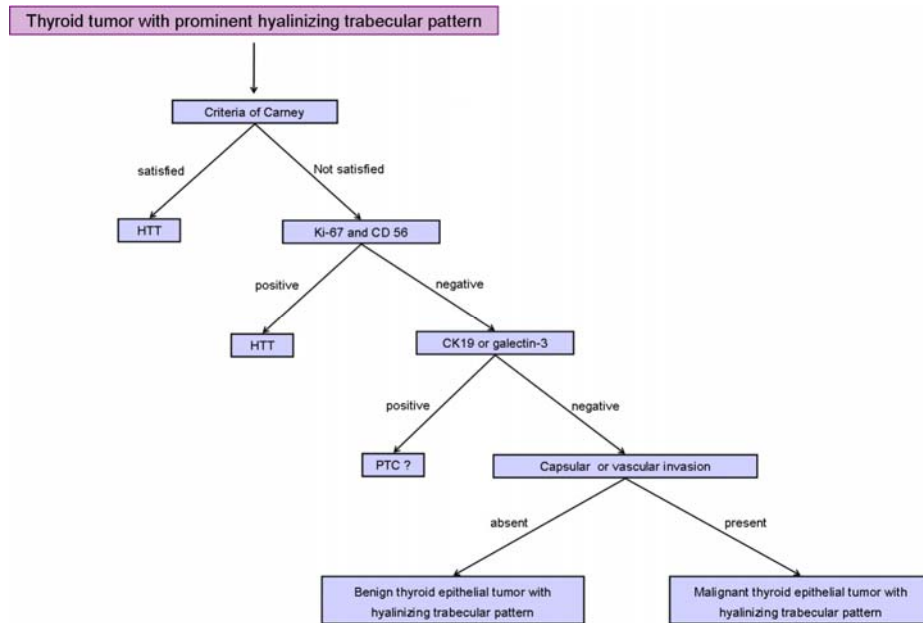 Thyroid tumor with prominent hyalinizing trabecular pattern
Criteria of Carney
satisfied
Not satisfied
HTT
Ki-67 and CD 56
positive
negative
HTT
CK19 or galectin-3
positive
negative
PTC ?
Capsular or vascular invasion
absent
present
Benign thyroid epithelial tumor with
hyalinizing trabecular pattern
Malignant thyroid epithelial tumor with
hyalinizing trabecular pattern